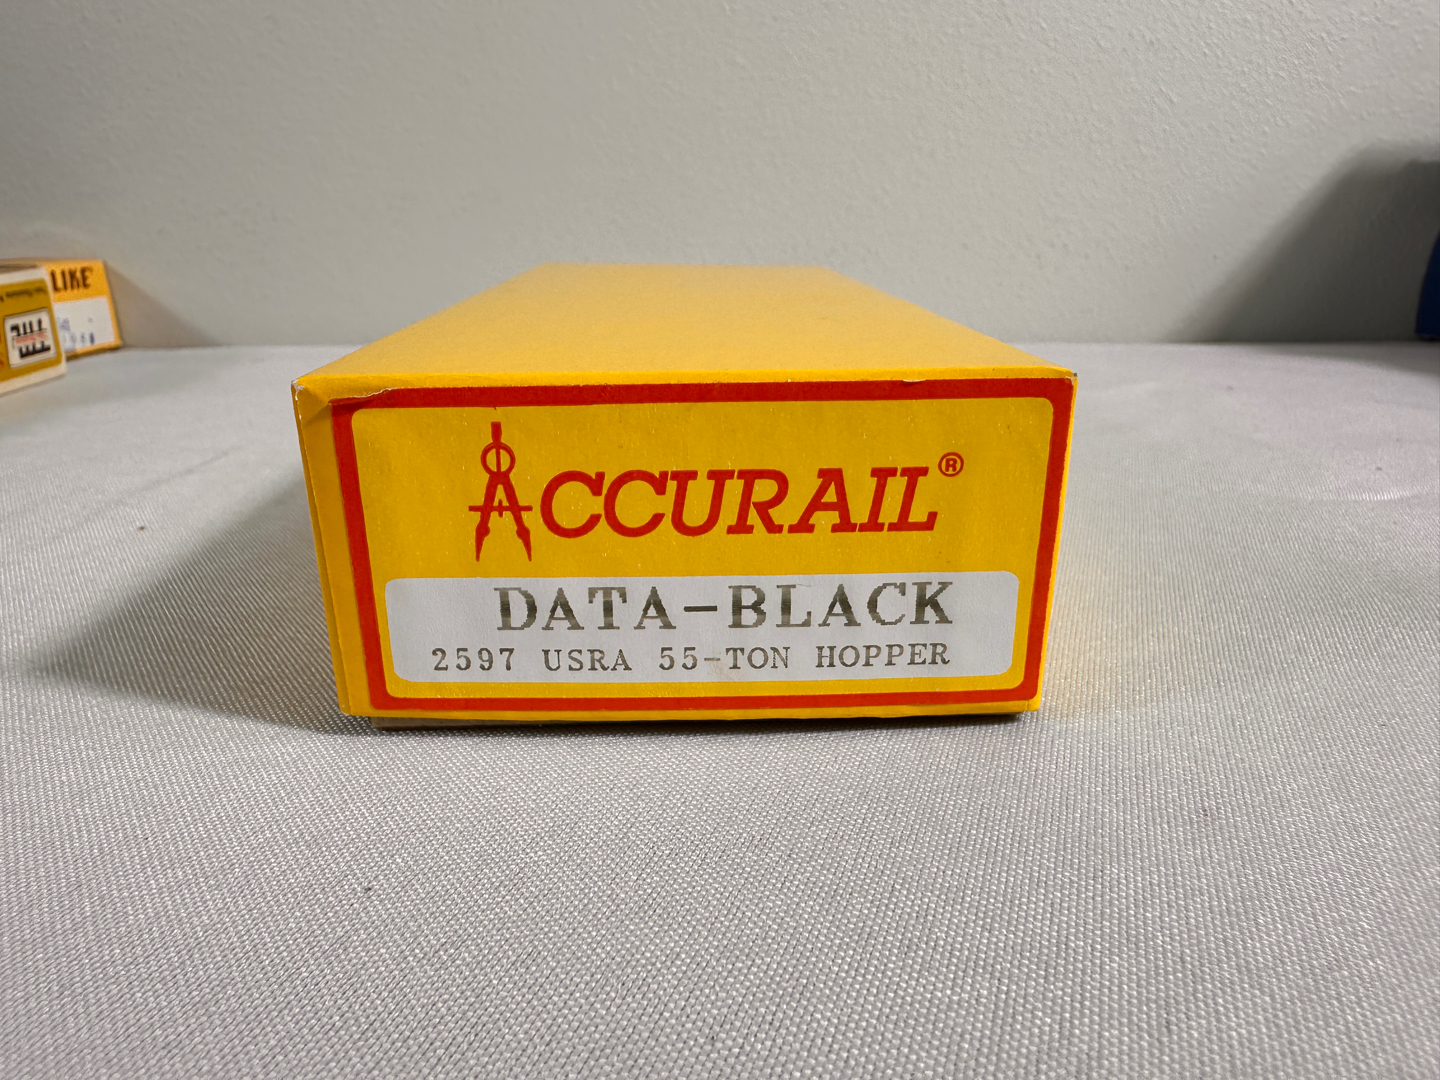 ACCURAIL®
DATA-BLACK
2597 USRA 55-TON HOPPER
LIKE